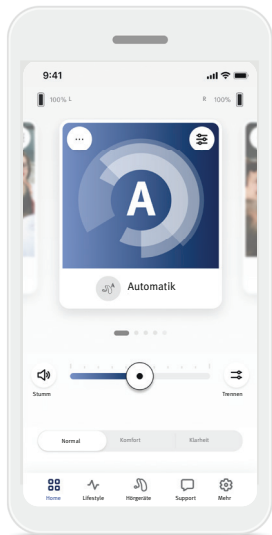 9:41
100% L
R 100%
A
Automatik
Stumm
Trennen
Normal Komfort Klarheit
Home Lifestyle Hörgeräte Support Mehr